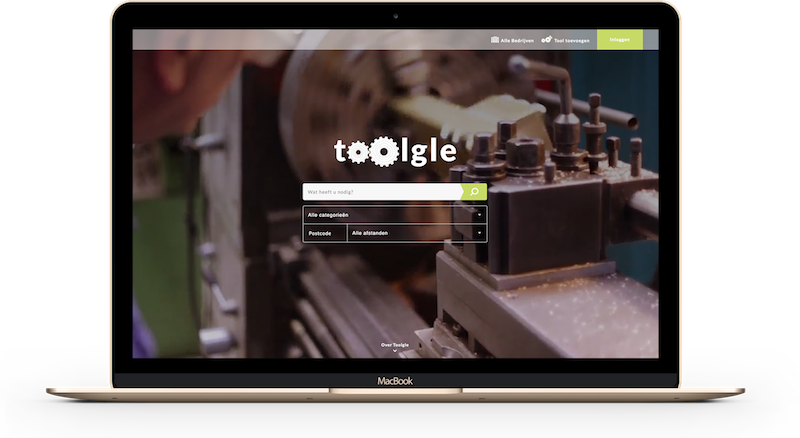 Alle Bedrijven Tool toevoegen Inloggen
toolgle
Wat heeft u nodig?
Alle categorieën
Postcode Alle afstanden
Over Toolgle
MacBook